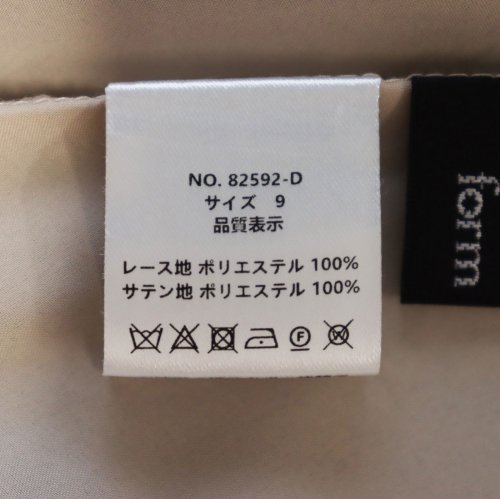 NO. 82592-D
サイズ 9
品質表示
レース地 ポリエステル 100%
サテン地 ポリエステル 100%
F
form